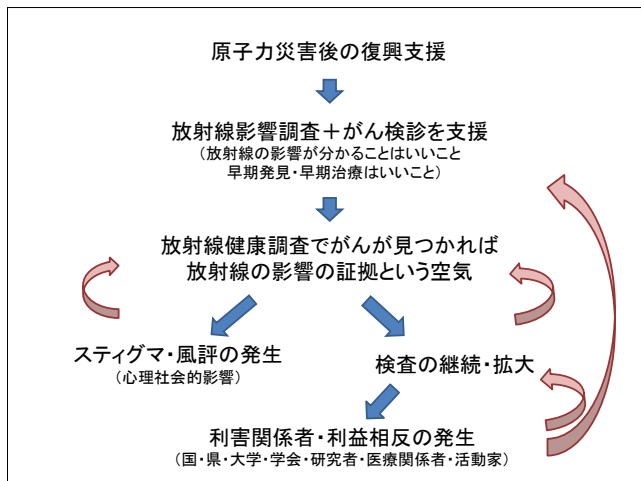 原子力災害後の復興支援
放射線影響調査＋がん検診を支援
（放射線の影響が分かることはいいこと
早期発見・早期治療はいいこと）
放射線健康調査でがんが見つかれば
放射線の影響の証拠という空気
スティグマ・風評の発生
（心理社会的影響）
検査の継続・拡大
利害関係者・利益相反の発生
（国・県・大学・学会・研究者・医療関係者・活動家）